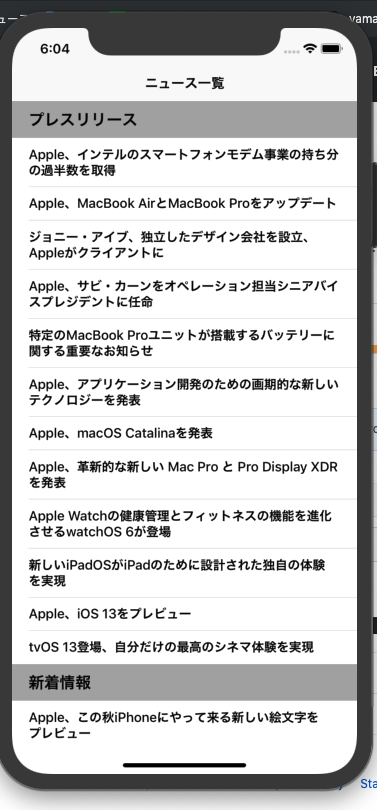 6:04
ニュース一覧
プレスリリース
Apple、インテルのスマートフォンモデム事業の持ち分
の過半数を取得
Apple、MacBook AirとMacBook Proをアップデート
ジョニー・アイブ、独立したデザイン会社を設立、
Appleがクライアントに
Apple、サビ・カーンをオペレーション担当シニアバイ
スプレジデントに任命
特定のMacBook Proユニットが搭載するバッテリーに
関する重要なお知らせ
Apple、アプリケーション開発のための画期的な新しい
テクノロジーを発表
Apple、macOS Catalinaを発表
Apple、革新的な新しい Mac Pro と Pro Display XDR
を発表
Apple Watchの健康管理とフィットネスの機能を進化
させるwatchOS 6が登場
新しいiPadOSがiPadのために設計された独自の体験
を実現
Apple、iOS 13をプレビュー
tvOS 13登場、自分だけの最高のシネマ体験を実現
新着情報
Apple、この秋iPhoneにやって来る新しい絵文字を
プレビュー